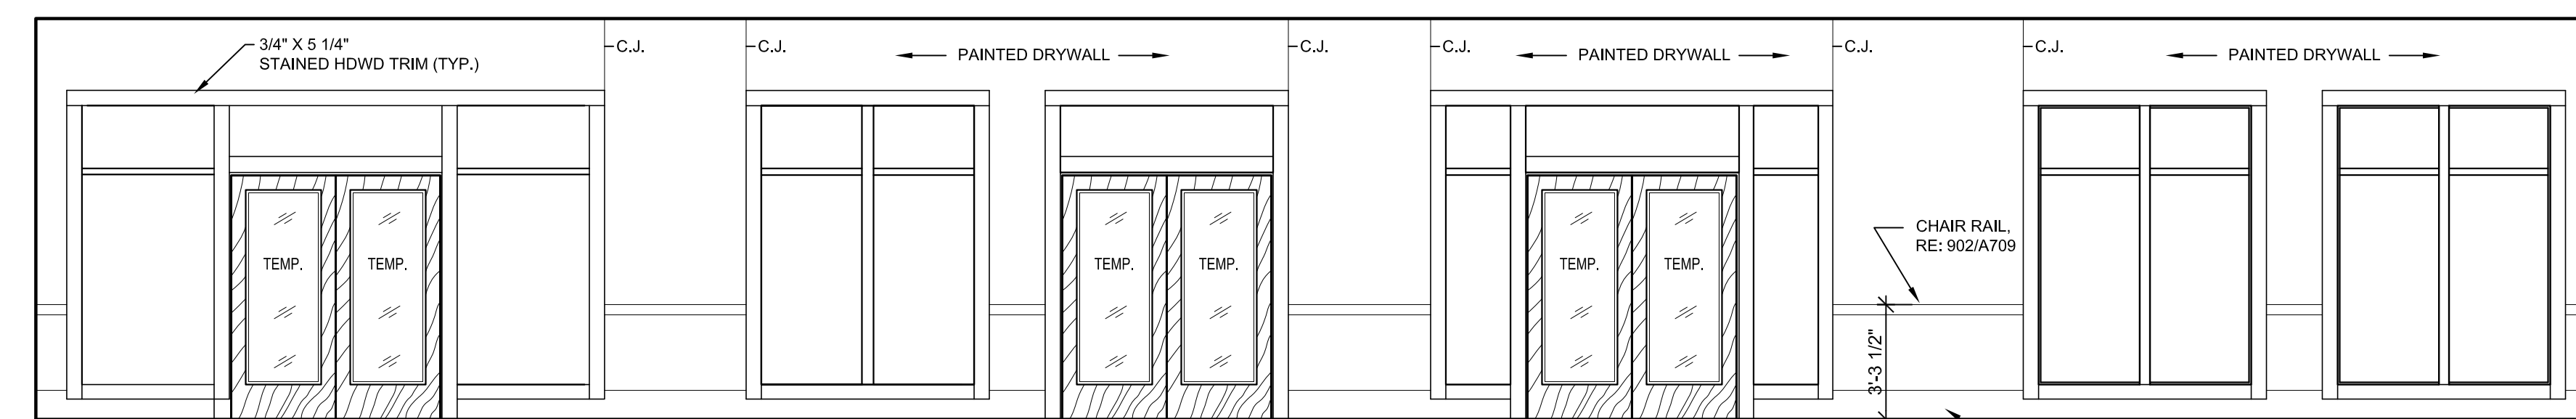 3/4" X 5 1/4"
STAINED HDWD TRIM (TYP.)
C.J.
C.J.
PAINTED DRYWALL
C.J.
C.J.
PAINTED DRYWALL
C.J.
C.J.
PAINTED DRYWALL
CHAIR RAIL,
RE: 902/A709
TEMP.
TEMP.
TEMP.
TEMP.
TEMP.
TEMP.
3'-3 1/2"